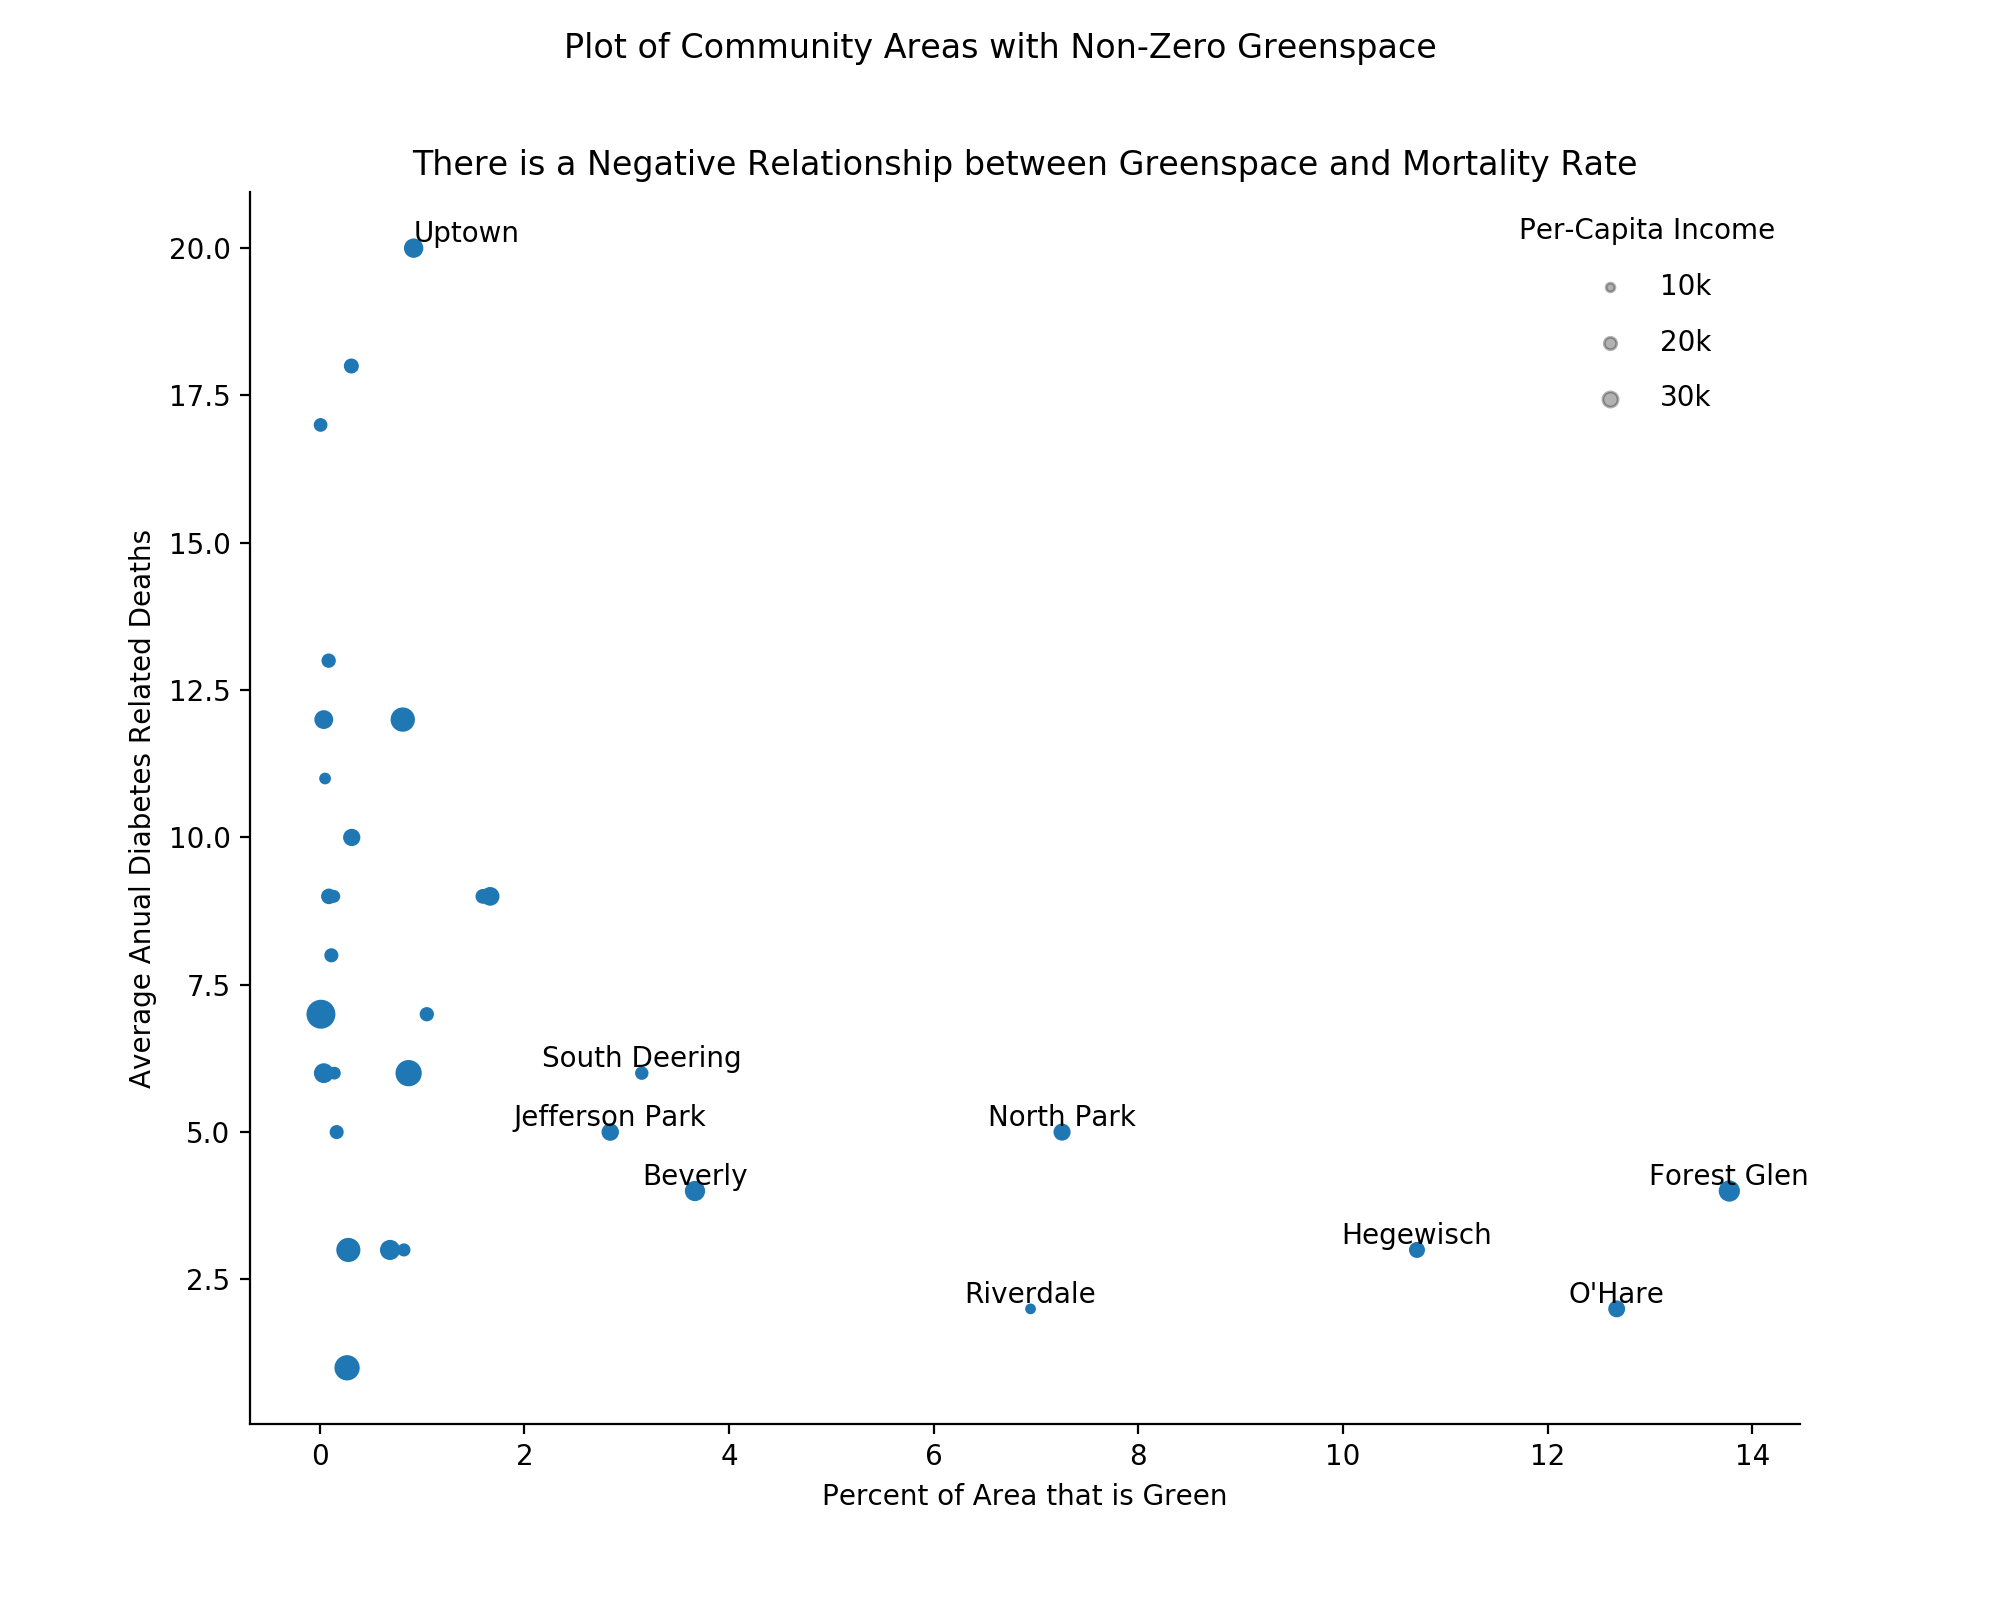 Plot of Community Areas with Non-Zero Greenspace
There is a Negative Relationship between Greenspace and Mortality Rate
Uptown
Per-Capita Income
10k
20k
30k
20.0
17.5
15.0
12.5
10.0
7.5
5.0
2.5
Average Anual Diabetes Related Deaths
South Deering
Jefferson Park
North Park
Beverly
Forest Glen
Hegewisch
Riverdale
O'Hare
0 2 4 6 8 10 12 14
Percent of Area that is Green